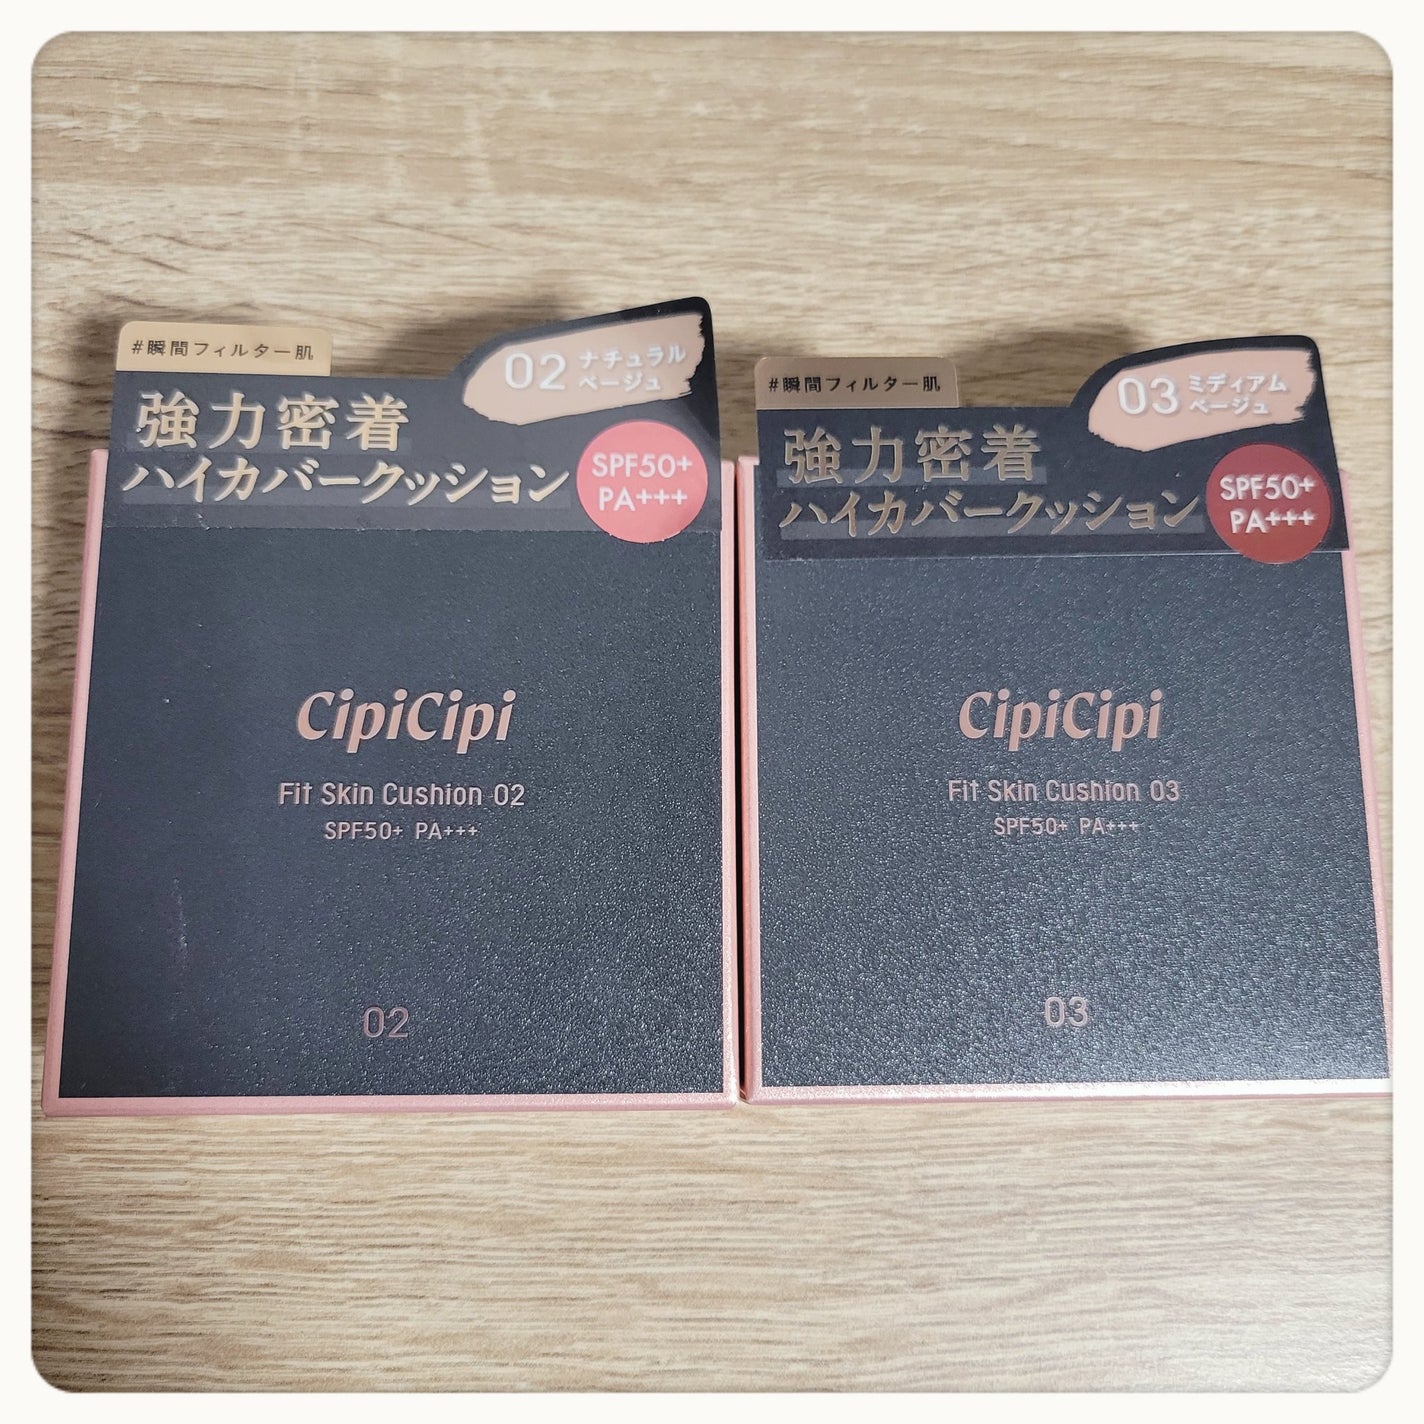 #瞬間フィルター肌
02 ナチュラル
ベージュ
強力密着
ハイカバークッション
SPF50+
PA+++
CipiCipi
Fit Skin Cushion 02
SPF50+ PA+++
02
#瞬間フィルター肌
03 ミディアム
ベージュ
強力密着
ハイカバークッション
SPF50+
PA+++
CipiCipi
Fit Skin Cushion 03
SPF50+ PA+++
03